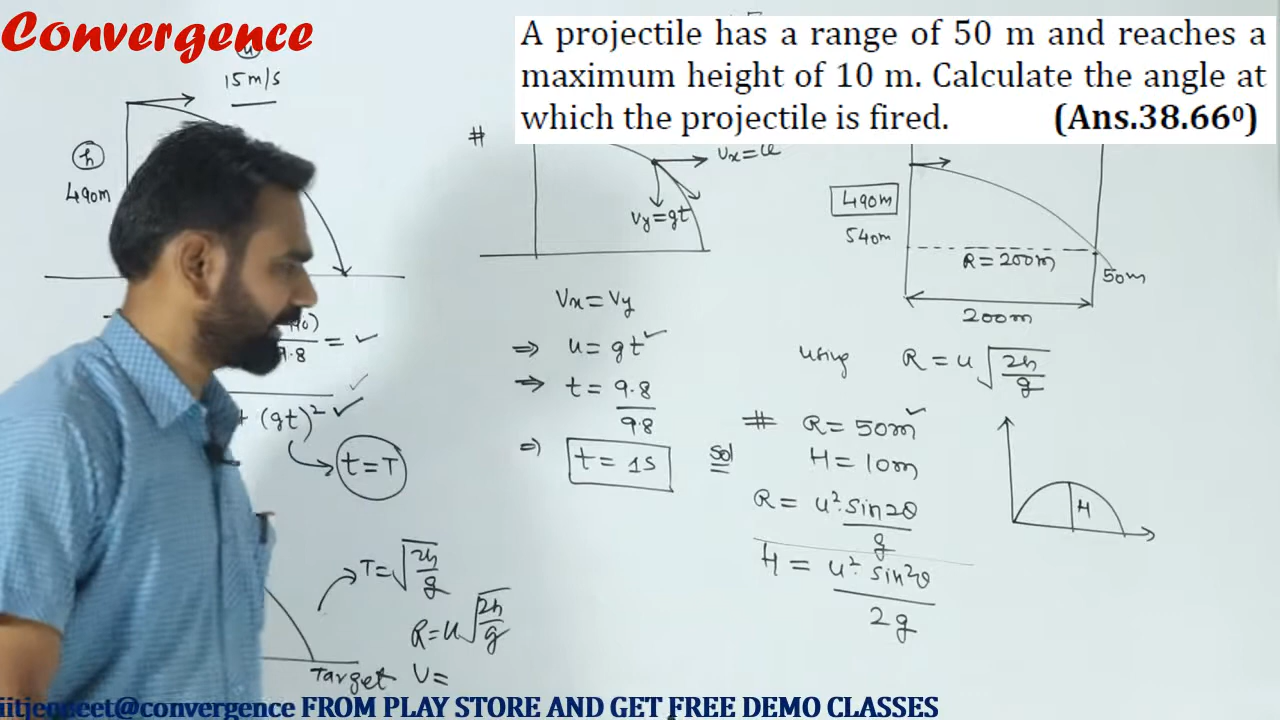 Convergence
A projectile has a range of 50 m and reaches a
maximum height of 10 m. Calculate the angle at
which the projectile is fired. (Ans.38.66⁰)
u
15 m/s
h
490m
9.8 = ✓
+ (gt)² ✓
t = T
T = √2h/g
R = u√2h/g
Target V =
#
Vx = u
Vy = gt
Vx = Vy
⇒ u = gt ✓
⇒ t = 9.8/9.8
⇒ t = 1s
490m
540m
R = 200m
50m
200m
using R = u√2h/g
# R = 50m ✓
Sol H = 10m
R = u² sin2θ/g
H = u² sin²θ/2g
H
iitjeeneet@convergence FROM PLAY STORE AND GET FREE DEMO CLASSES